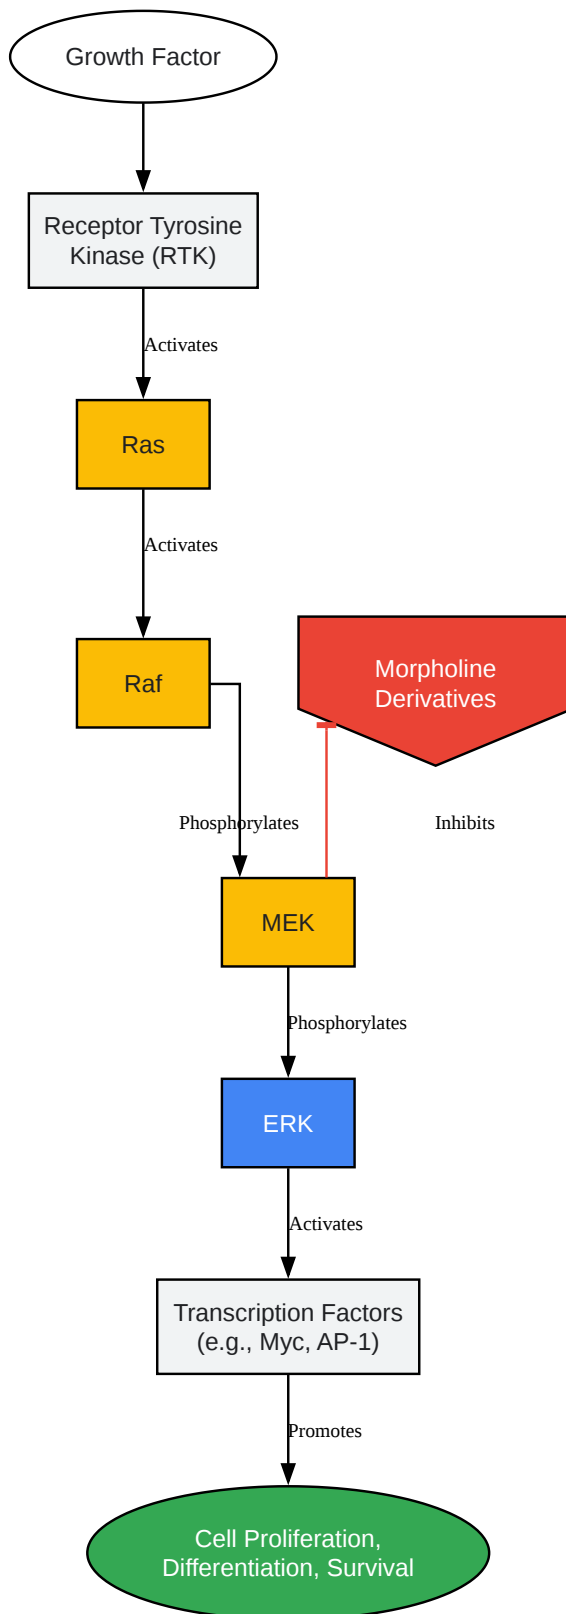 Growth Factor
Receptor Tyrosine
Kinase (RTK)
Activates
Ras
Activates
Raf
Morpholine
Derivatives
Phosphorylates
Inhibits
MEK
Phosphorylates
ERK
Activates
Transcription Factors
(e.g., Myc, AP-1)
Promotes
Cell Proliferation,
Differentiation, Survival